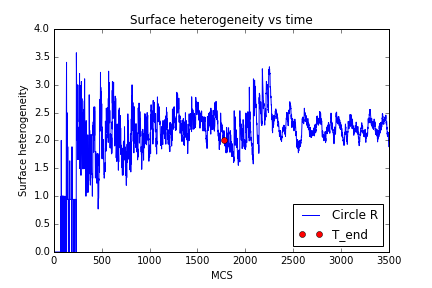 Surface heterogeneity vs time
4.0
3.5
3.0
2.5
2.0
1.5
1.0
0.5
0.0
Surface heterogeneity
0 500 1000 1500 2000 2500 3000 3500
MCS
Circle R
T_end